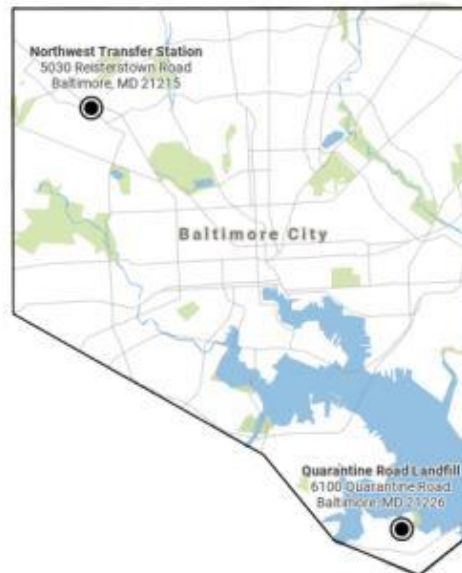 Northwest Transfer Station
5030 Reisterstown Road
Baltimore, MD 21215
Baltimore City
Quarantine Road Landfill
6100 Quarantine Road,
Baltimore, MD 21226